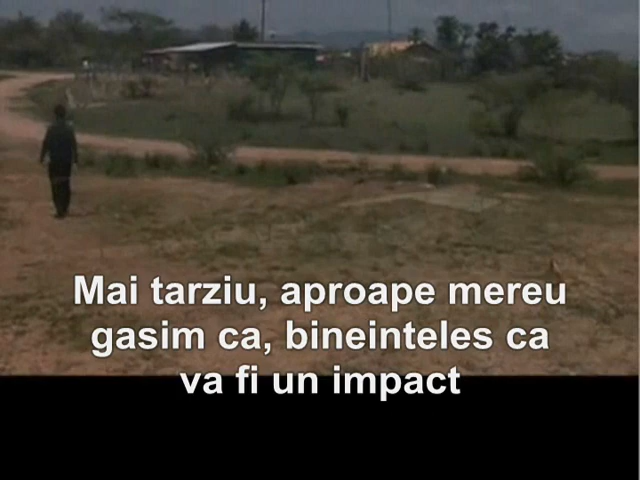 Mai tarziu, aproape mereu
gasim ca, bineinteles ca
va fi un impact